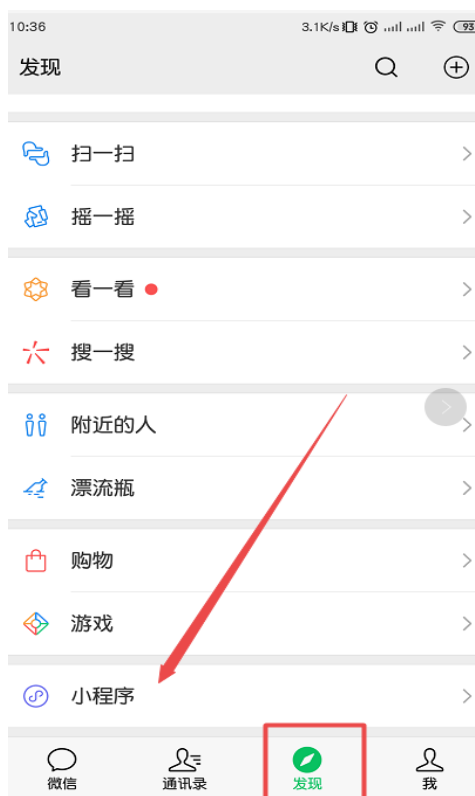 10:36 3.1K/s 93
发现
扫一扫
摇一摇
看一看
搜一搜
附近的人
漂流瓶
购物
游戏
小程序
微信 通讯录 发现 我